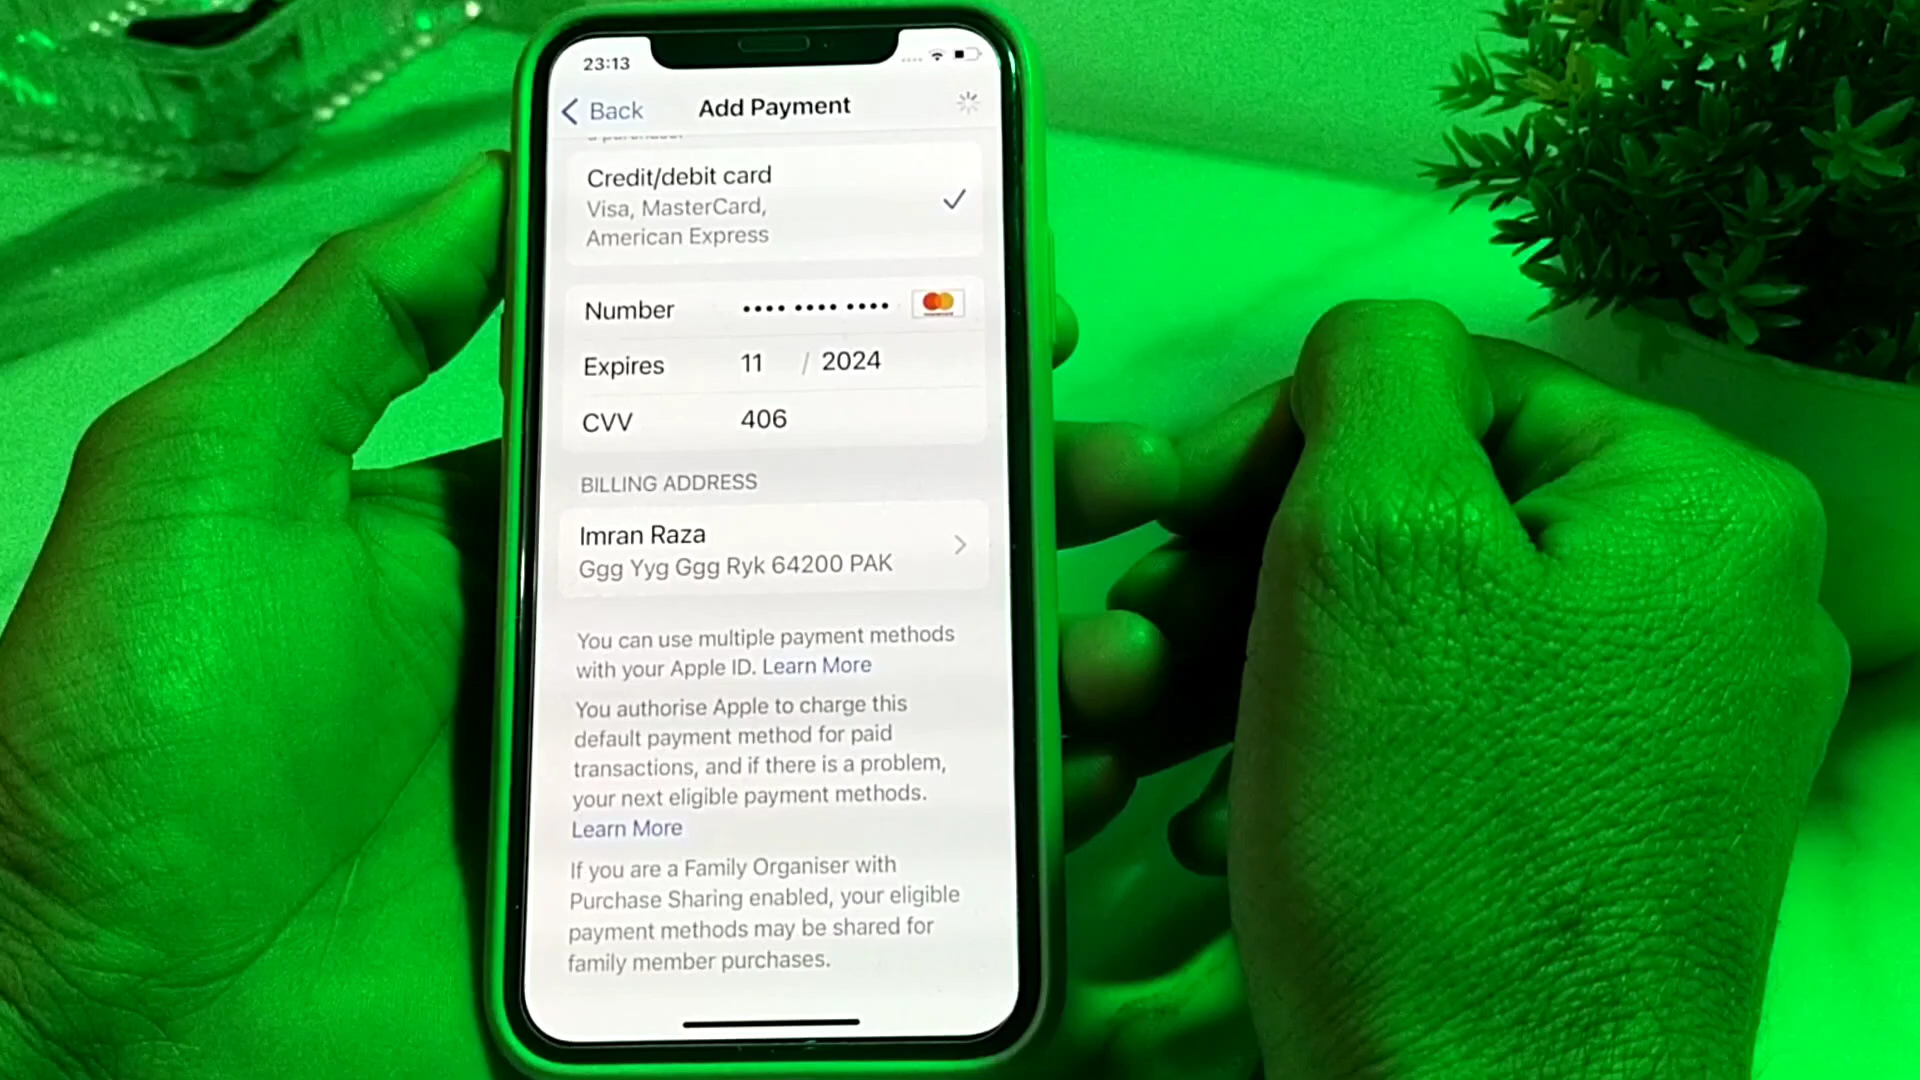 23:13
Back
Add Payment
Credit/debit card
Visa, MasterCard,
American Express
Number •••• •••• ••••
Expires 11 / 2024
CVV 406
BILLING ADDRESS
Imran Raza
Ggg Yyg Ggg Ryk 64200 PAK
You can use multiple payment methods
with your Apple ID. Learn More
You authorise Apple to charge this
default payment method for paid
transactions, and if there is a problem,
your next eligible payment methods.
Learn More
If you are a Family Organiser with
Purchase Sharing enabled, your eligible
payment methods may be shared for
family member purchases.